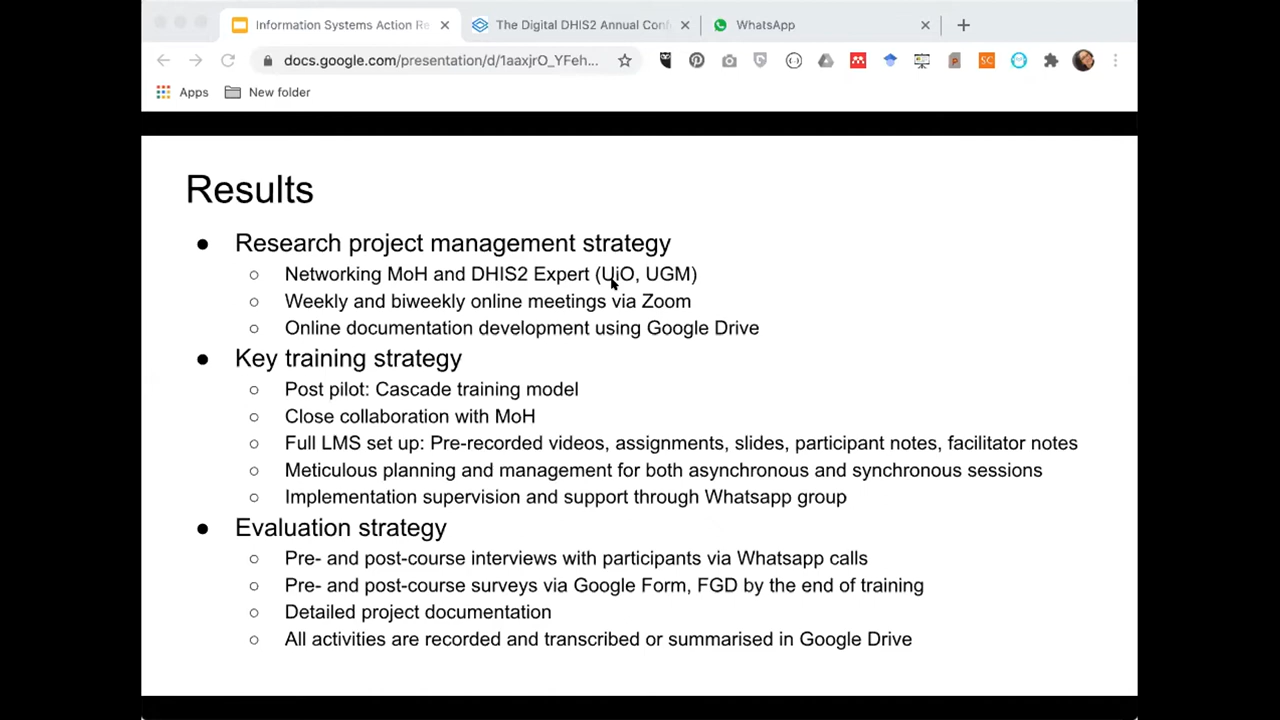 Information Systems Action Re
The Digital DHIS2 Annual Conf
WhatsApp
docs.google.com/presentation/d/1aaxjrO_YFeh...
Apps
New folder
Results
● Research project management strategy
○ Networking MoH and DHIS2 Expert (UiO, UGM)
○ Weekly and biweekly online meetings via Zoom
○ Online documentation development using Google Drive
● Key training strategy
○ Post pilot: Cascade training model
○ Close collaboration with MoH
○ Full LMS set up: Pre-recorded videos, assignments, slides, participant notes, facilitator notes
○ Meticulous planning and management for both asynchronous and synchronous sessions
○ Implementation supervision and support through Whatsapp group
● Evaluation strategy
○ Pre- and post-course interviews with participants via Whatsapp calls
○ Pre- and post-course surveys via Google Form, FGD by the end of training
○ Detailed project documentation
○ All activities are recorded and transcribed or summarised in Google Drive